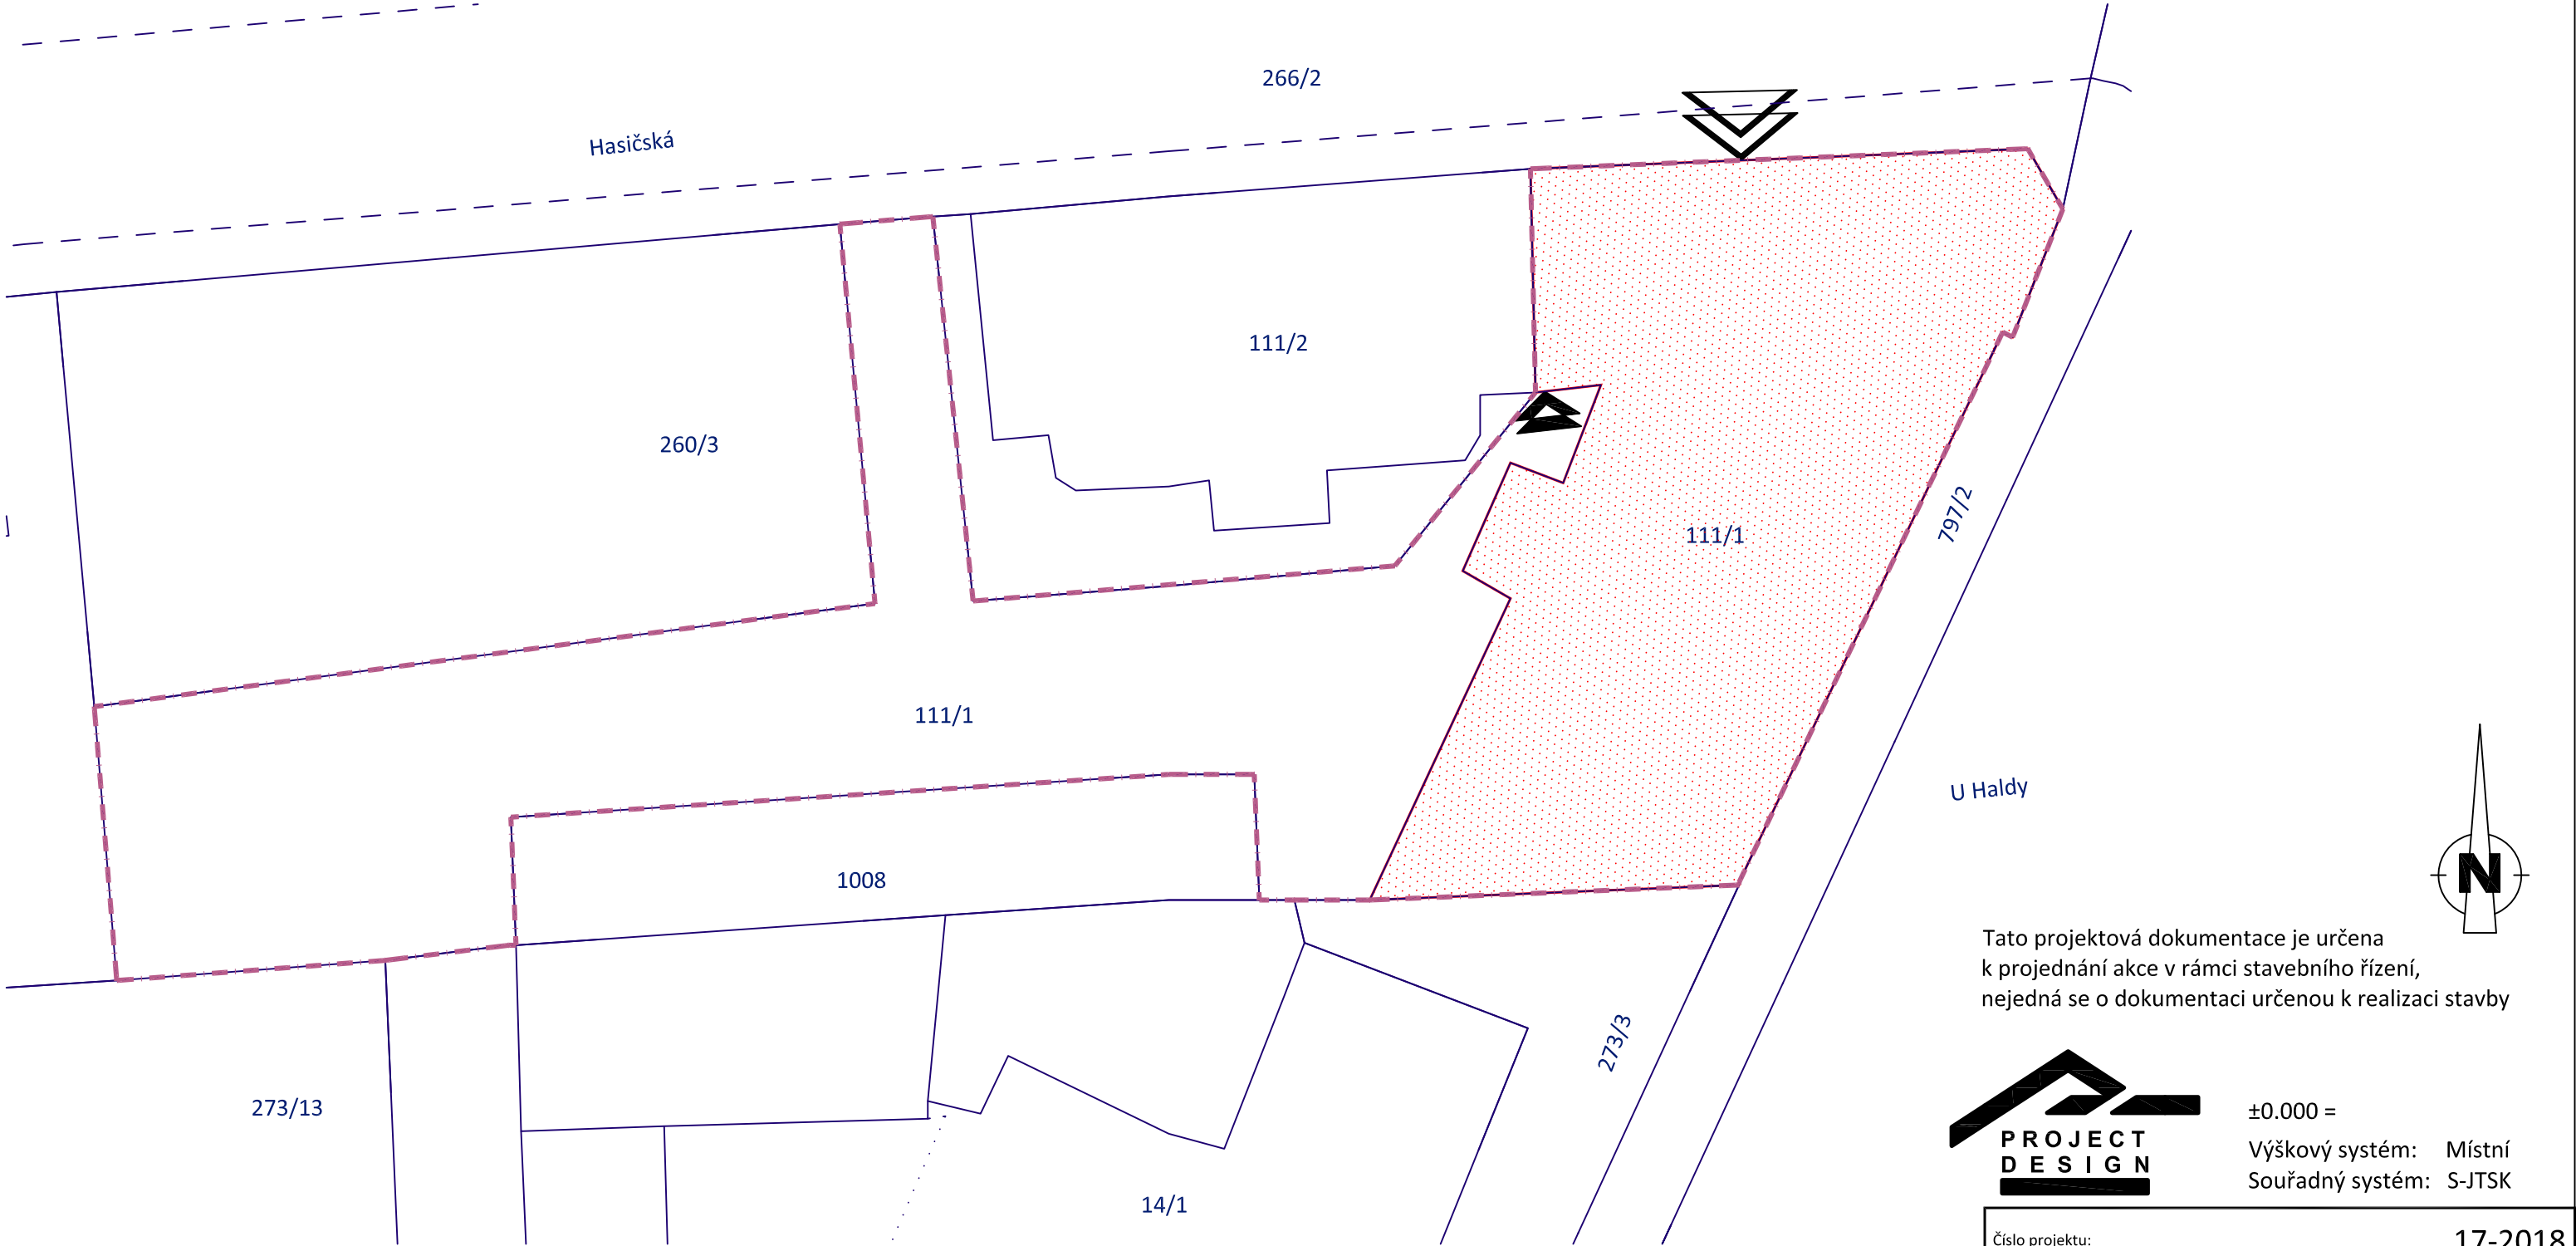 266/2
Hasičská
111/2
260/3
797/2
111/1
111/1
U Haldy
1008
N
Tato projektová dokumentace je určena
k projednání akce v rámci stavebního řízení,
nejedná se o dokumentaci určenou k realizaci stavby
273/3
273/13
14/1
PROJECT
DESIGN
±0.000 =
Výškový systém: Místní
Souřadný systém: S-JTSK
Číslo projektu: 17-2018